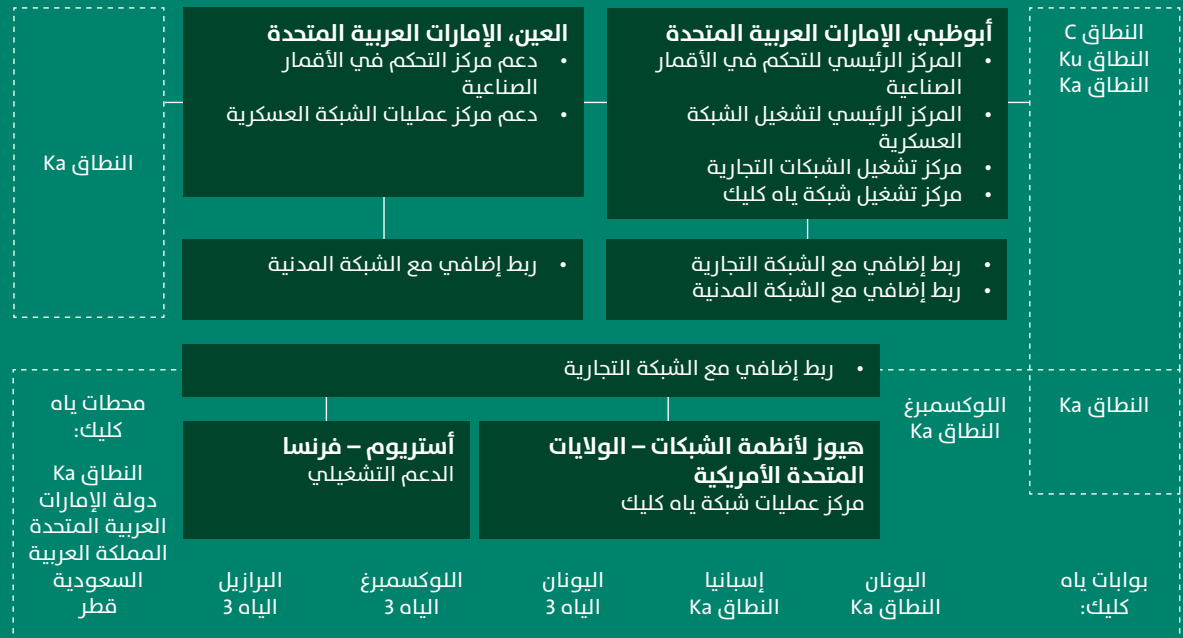 النطاق C
النطاق Ku
النطاق Ka
أبوظبي، الإمارات العربية المتحدة
• المركز الرئيسي للتحكم في الأقمار
الصناعية
• المركز الرئيسي لتشغيل الشبكة
العسكرية
• مركز تشغيل الشبكات التجارية
• مركز تشغيل شبكة ياه كليك
العين، الإمارات العربية المتحدة
• دعم مركز التحكم في الأقمار
الصناعية
• دعم مركز عمليات الشبكة العسكرية
النطاق Ka
• ربط إضافي مع الشبكة التجارية
• ربط إضافي مع الشبكة المدنية
• ربط إضافي مع الشبكة المدنية
• ربط إضافي مع الشبكة التجارية
النطاق Ka
اللوكسمبرغ
النطاق Ka
هيوز لأنظمة الشبكات – الولايات
المتحدة الأمريكية
مركز عمليات شبكة ياه كليك
أستريوم – فرنسا
الدعم التشغيلي
محطات ياه
كليك:
النطاق Ka
دولة الإمارات
العربية المتحدة
المملكة العربية
السعودية
قطر
بوابات ياه
كليك:
اليونان
النطاق Ka
إسبانيا
النطاق Ka
اليونان
الياه 3
اللوكسمبرغ
الياه 3
البرازيل
الياه 3